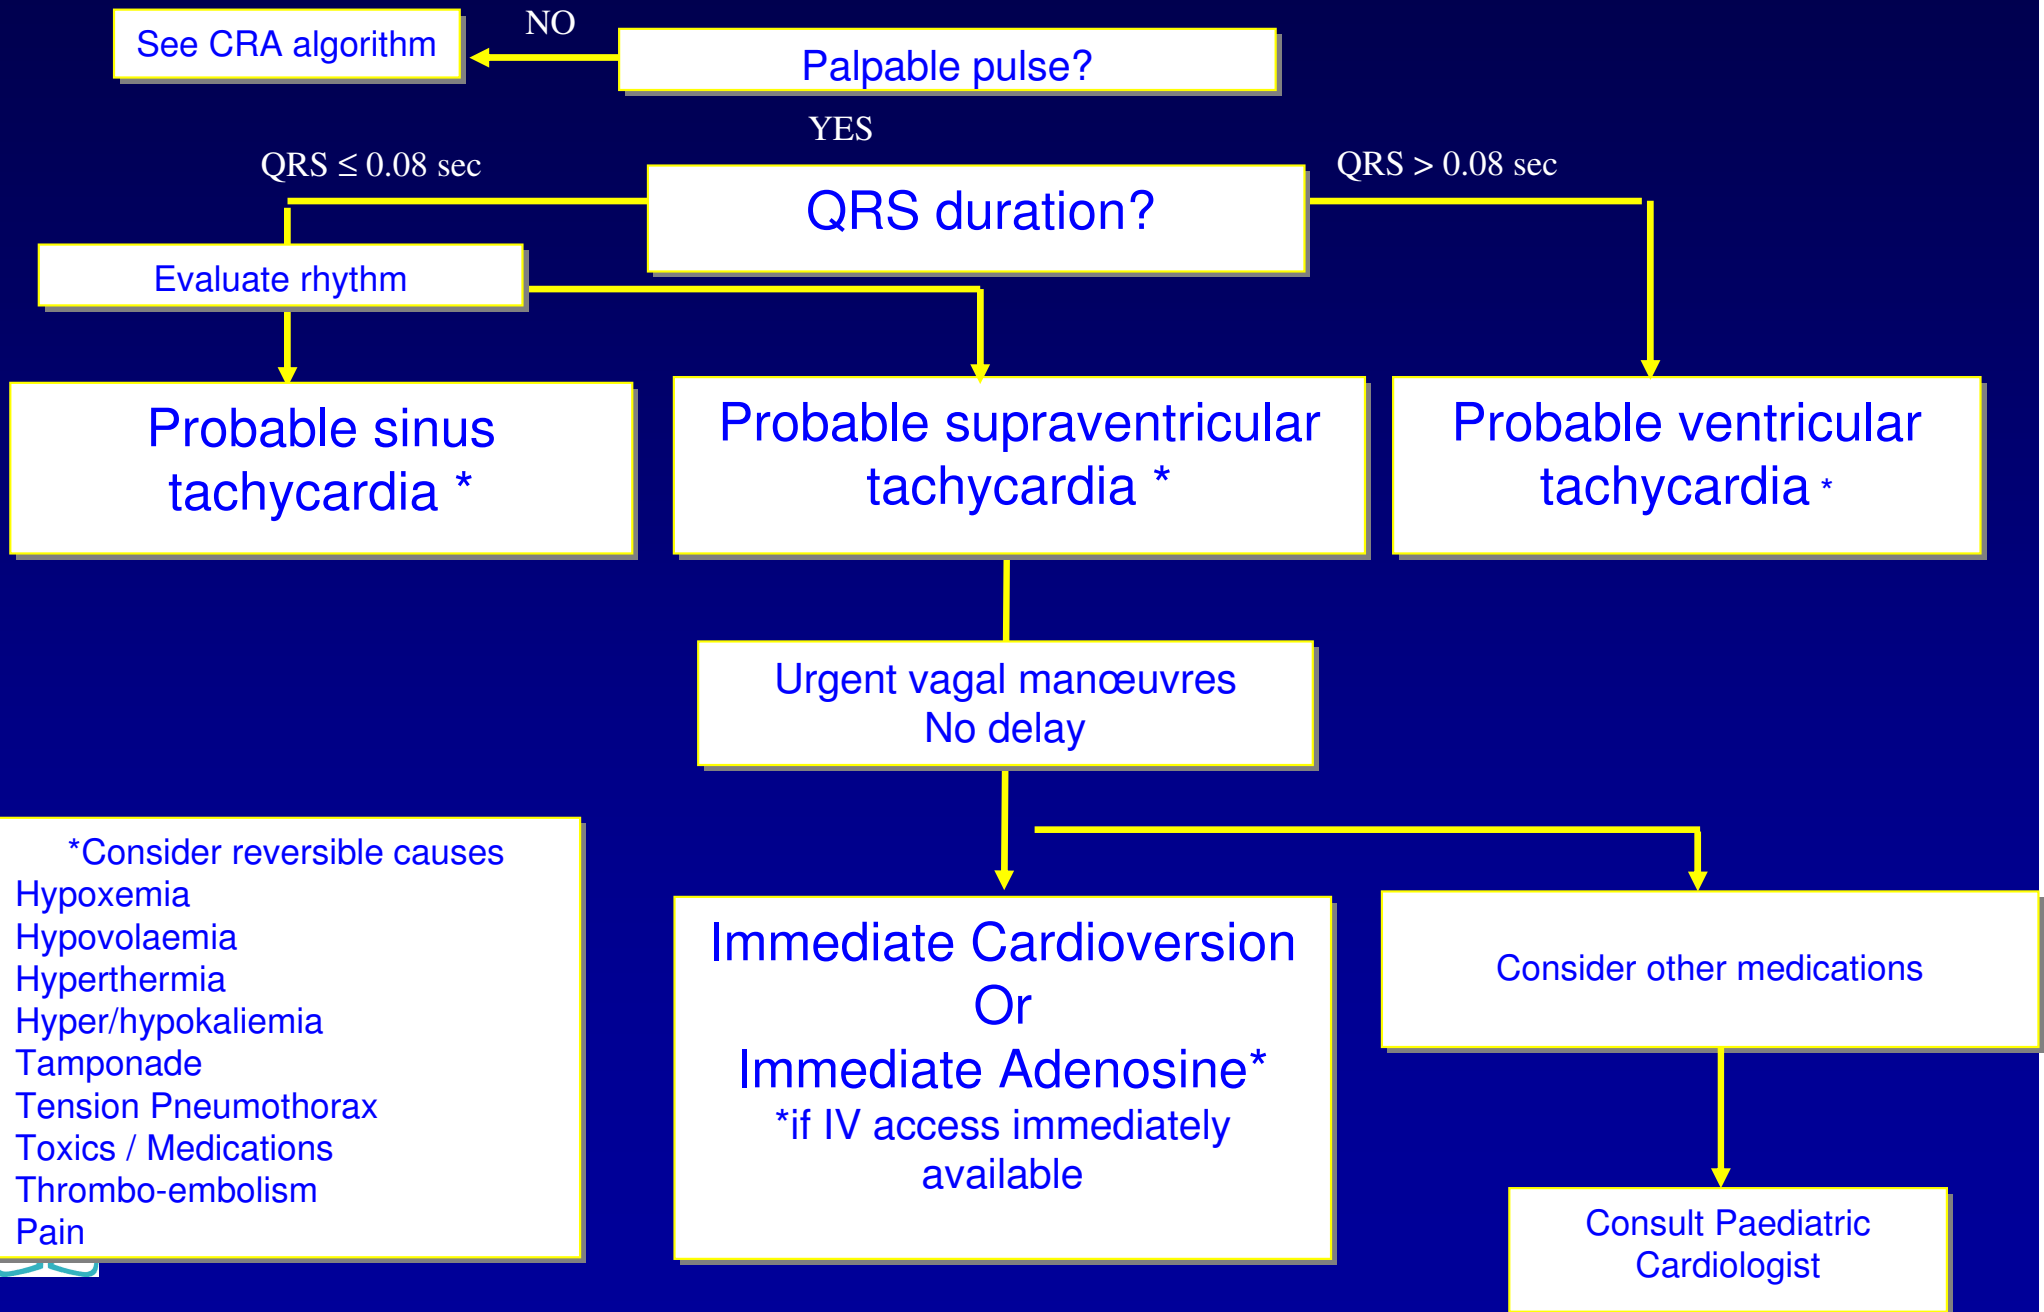 See CRA algorithm
NO
Palpable pulse?
YES
QRS ≤ 0.08 sec
QRS duration?
QRS > 0.08 sec
Evaluate rhythm
Probable sinus
tachycardia *
Probable supraventricular
tachycardia *
Probable ventricular
tachycardia *
Urgent vagal manœuvres
No delay
*Consider reversible causes
Hypoxemia
Hypovolaemia
Hyperthermia
Hyper/hypokaliemia
Tamponade
Tension Pneumothorax
Toxics / Medications
Thrombo-embolism
Pain
Immediate Cardioversion
Or
Immediate Adenosine*
*if IV access immediately
available
Consider other medications
Consult Paediatric
Cardiologist